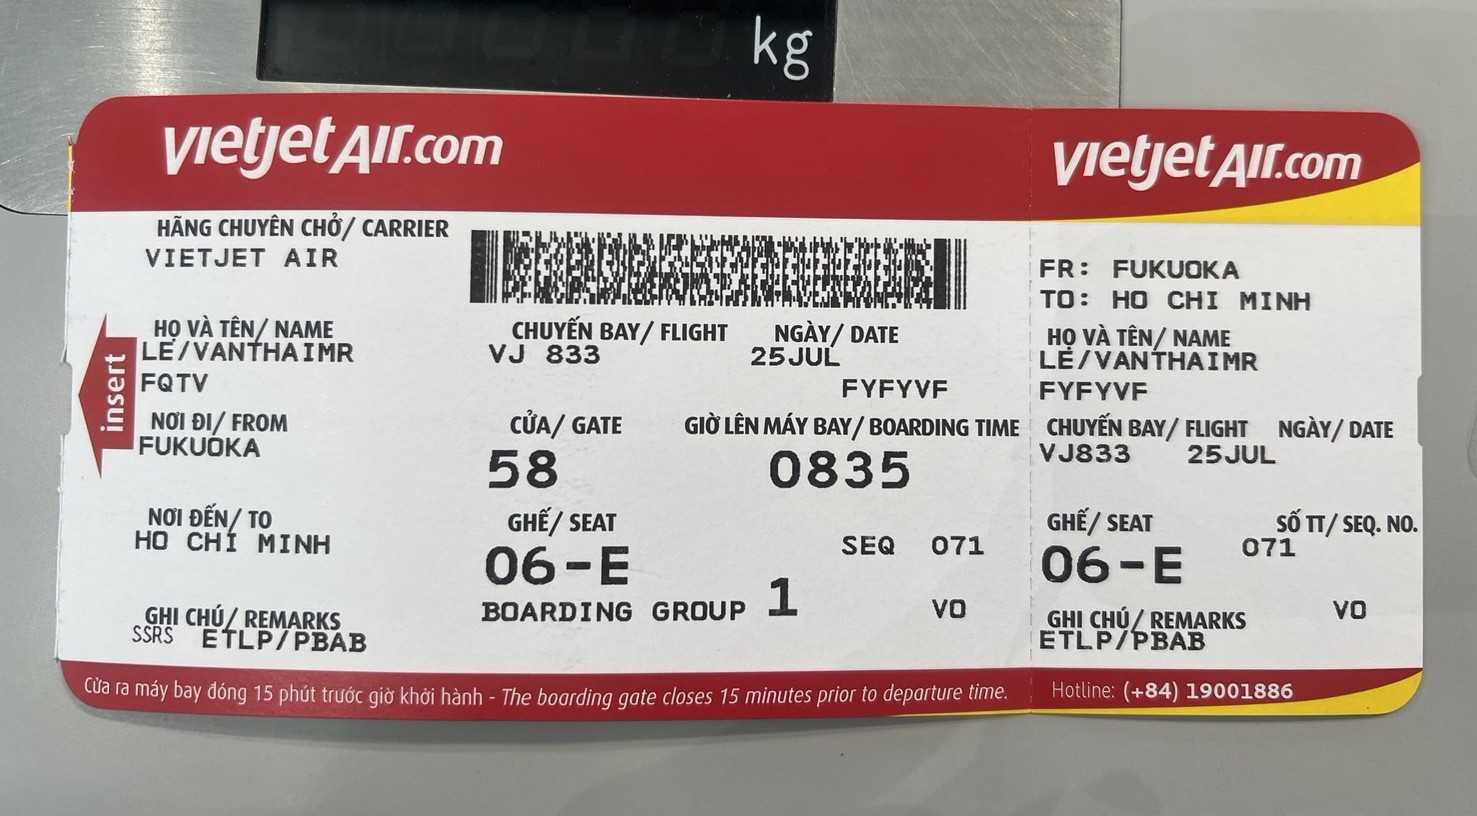 kg
vietjetAir.com
HÃNG CHUYÊN CHỞ/ CARRIER
VIETJET AIR
HỌ VÀ TÊN/ NAME
LE/VANTHAIMR
FQTV
CHUYẾN BAY/ FLIGHT
VJ 833
NGÀY/ DATE
25JUL
FYFYVF
insert
NƠI ĐI/ FROM
FUKUOKA
CỬA/ GATE
58
GIỜ LÊN MÁY BAY/ BOARDING TIME
0835
NƠI ĐẾN/ TO
HO CHI MINH
GHẾ/ SEAT
06-E
SEQ 071
BOARDING GROUP 1
VO
GHI CHÚ/ REMARKS
SSRS ETLP/PBAB
Cửa ra máy bay đóng 15 phút trước giờ khởi hành - The boarding gate closes 15 minutes prior to departure time.
vietjetAir.com
FR: FUKUOKA
TO: HO CHI MINH
HỌ VÀ TÊN/ NAME
LE/VANTHAIMR
FYFYVF
CHUYẾN BAY/ FLIGHT NGÀY/ DATE
VJ833 25JUL
GHẾ/ SEAT SỐ TT/ SEQ. NO.
06-E 071
GHI CHÚ/ REMARKS VO
ETLP/PBAB
Hotline: (+84) 19001886